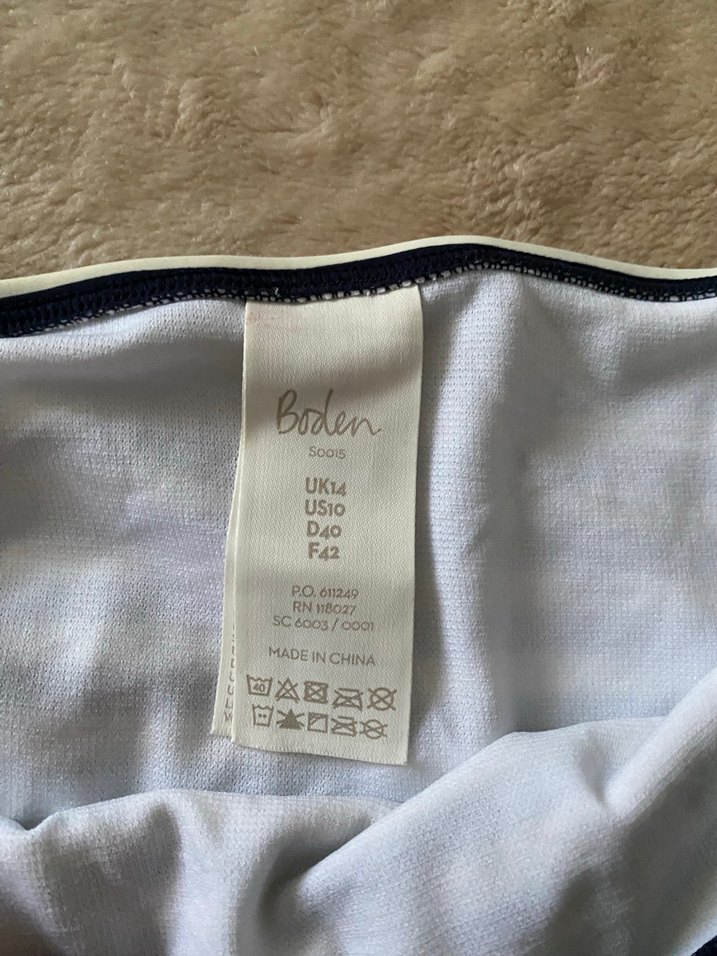 Boden
S0015
UK14
US10
D40
F42
P.O. 611249
RN 118027
SC 6003 / 0001
MADE IN CHINA
40